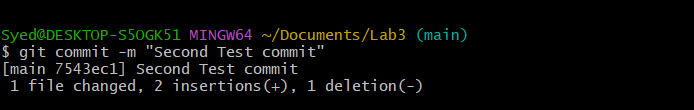 Syed@DESKTOP-S5OGK51 MINGW64 ~/Documents/Lab3 (main)
$ git commit -m "Second Test commit"
[main 7543ec1] Second Test commit
 1 file changed, 2 insertions(+), 1 deletion(-)